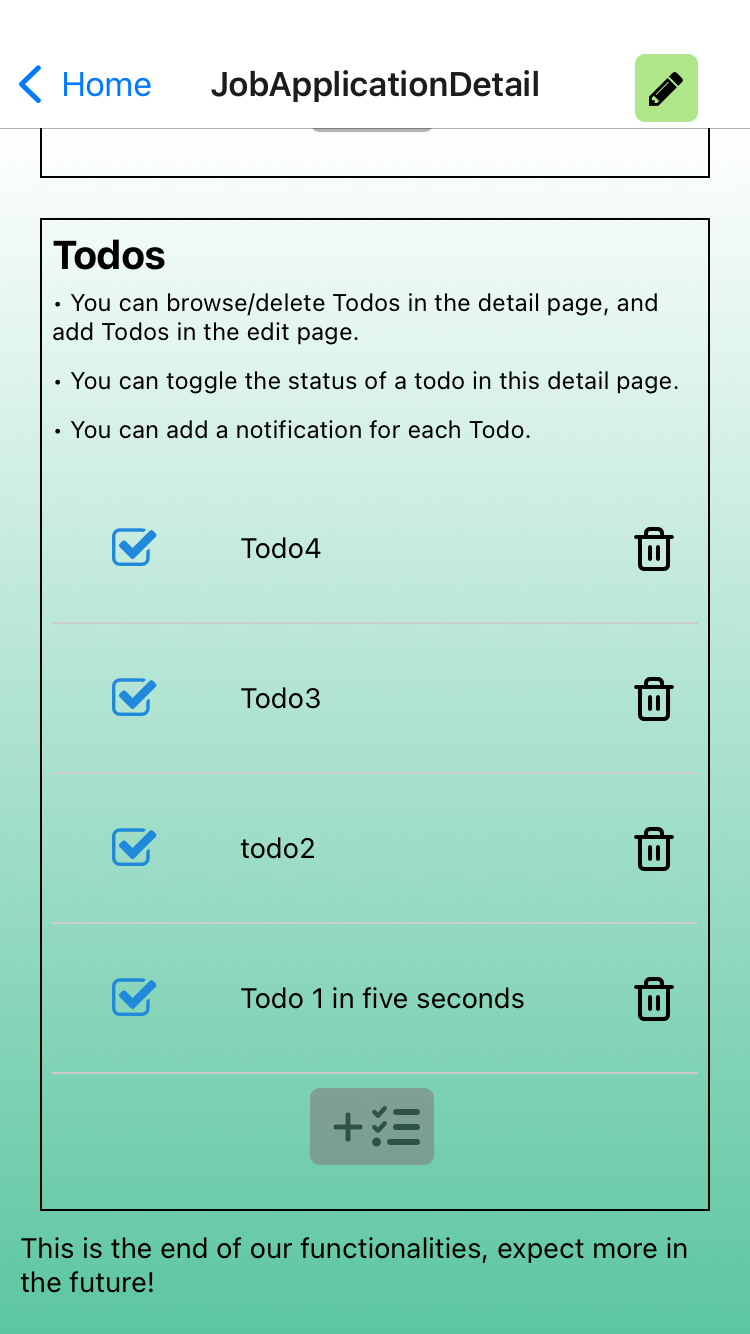 Home JobApplicationDetail
Todos
• You can browse/delete Todos in the detail page, and
add Todos in the edit page.
• You can toggle the status of a todo in this detail page.
• You can add a notification for each Todo.
Todo4
Todo3
todo2
Todo 1 in five seconds
This is the end of our functionalities, expect more in
the future!